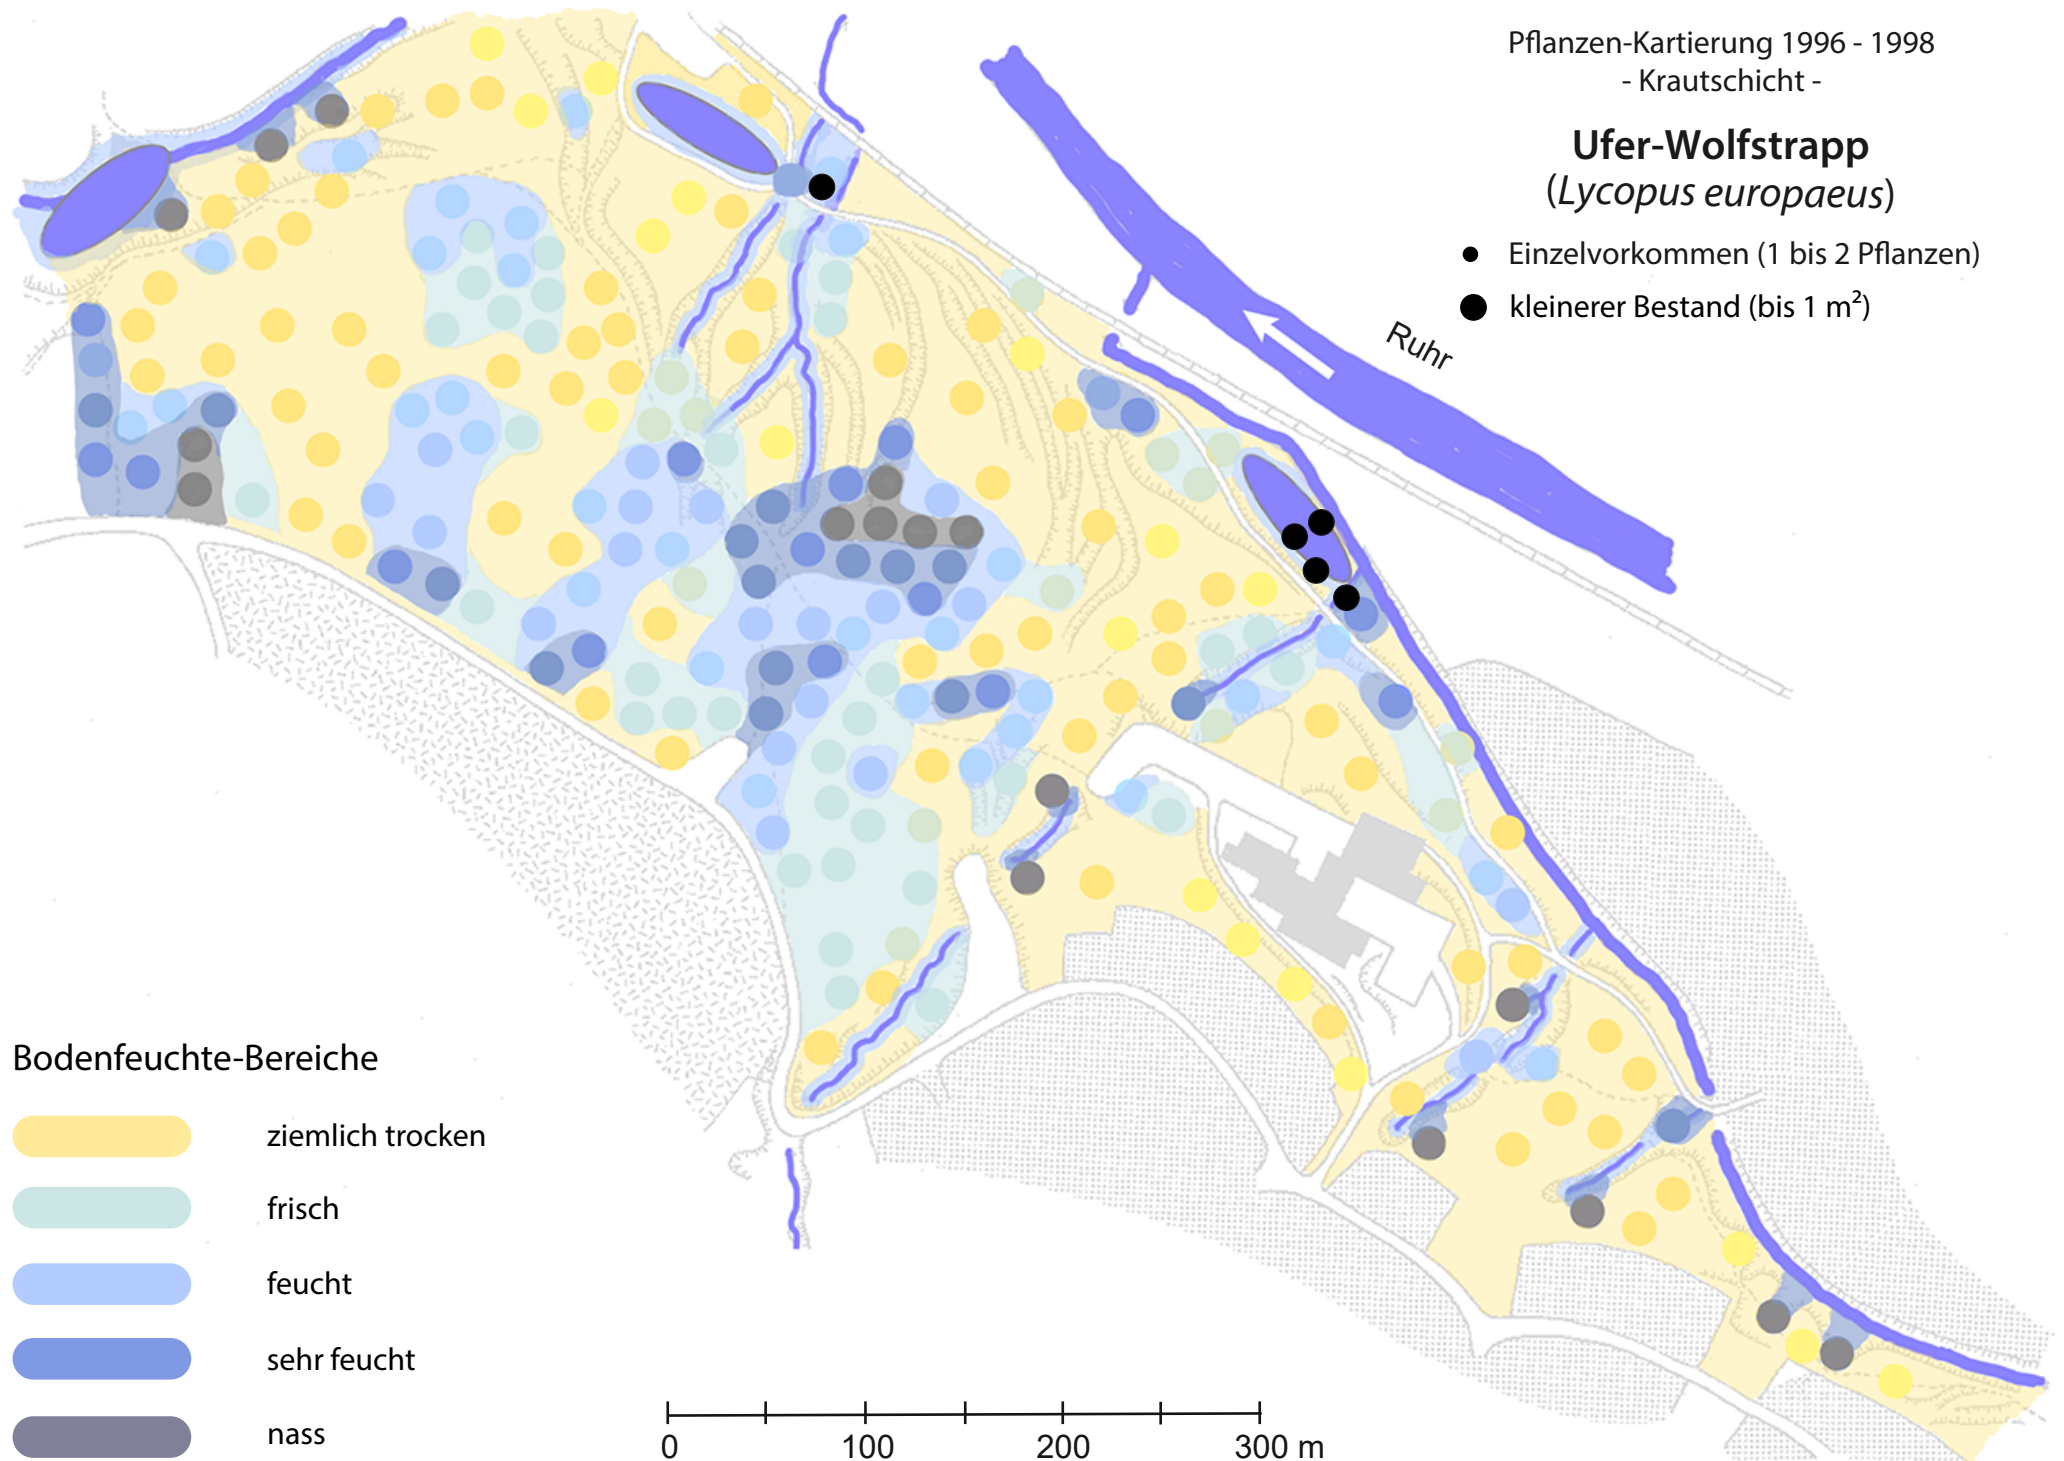 Pflanzen-Kartierung 1996 - 1998
- Krautschicht -
Ufer-Wolfstrapp
(Lycopus europaeus)
Einzelvorkommen (1 bis 2 Pflanzen)
kleinerer Bestand (bis 1 m²)
Ruhr
Bodenfeuchte-Bereiche
ziemlich trocken
frisch
feucht
sehr feucht
nass
0 100 200 300 m